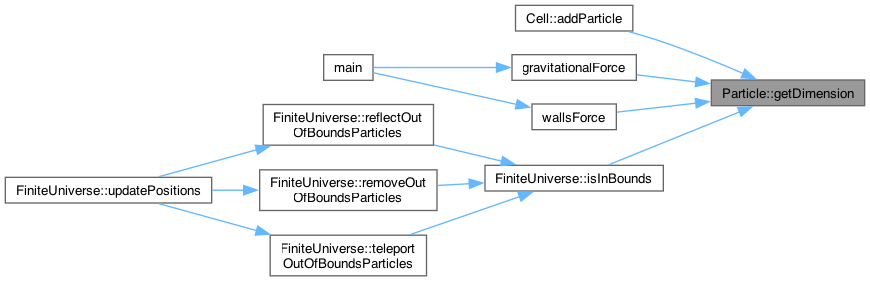 Cell::addParticle
main
gravitationalForce
Particle::getDimension
wallsForce
FiniteUniverse::reflectOut
OfBoundsParticles
FiniteUniverse::updatePositions
FiniteUniverse::removeOut
OfBoundsParticles
FiniteUniverse::isInBounds
FiniteUniverse::teleport
OutOfBoundsParticles